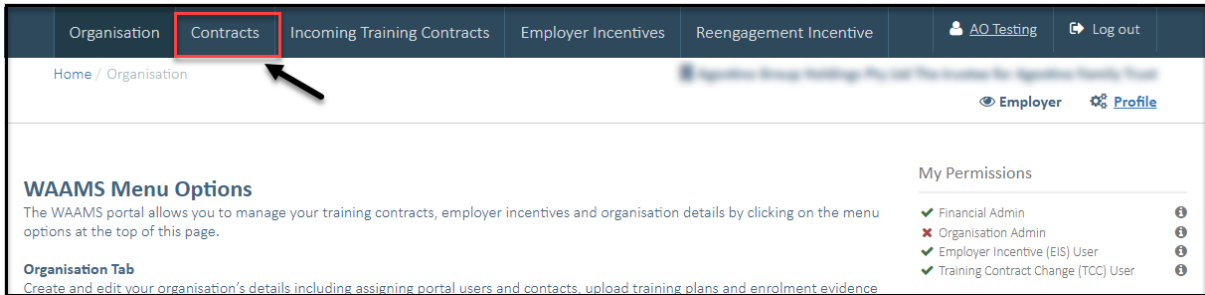 Organisation Contracts Incoming Training Contracts Employer Incentives Reengagement Incentive AO Testing Log out
Home / Organisation
Employer Profile
WAAMS Menu Options
The WAAMS portal allows you to manage your training contracts, employer incentives and organisation details by clicking on the menu
options at the top of this page.
Organisation Tab
Create and edit your organisation's details including assigning portal users and contacts, upload training plans and enrolment evidence
My Permissions
Financial Admin
Organisation Admin
Employer Incentive (EIS) User
Training Contract Change (TCC) User